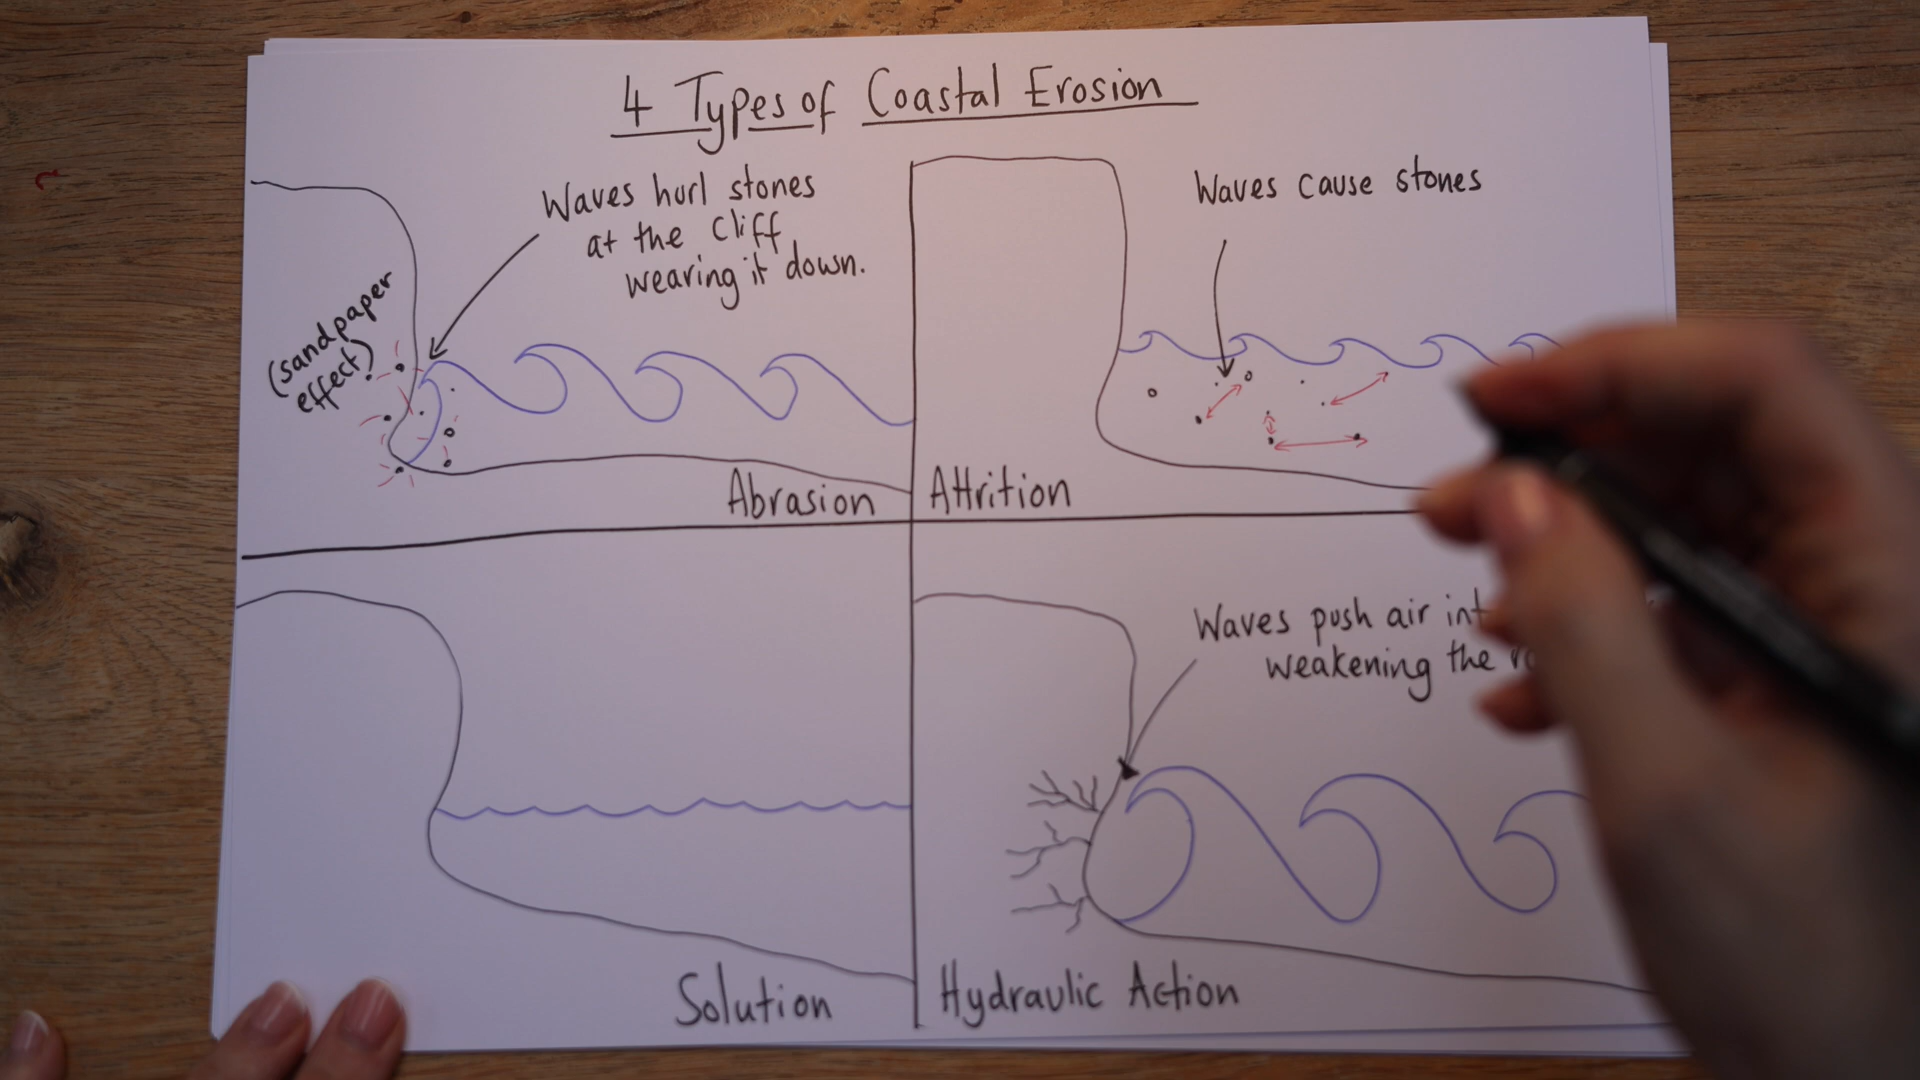 4 Types of Coastal Erosion
Waves hurl stones
at the cliff
wearing it down.
(sandpaper
effect)
Abrasion
Waves cause stones
Attrition
Solution
Waves push air
weakening the
Hydraulic Action